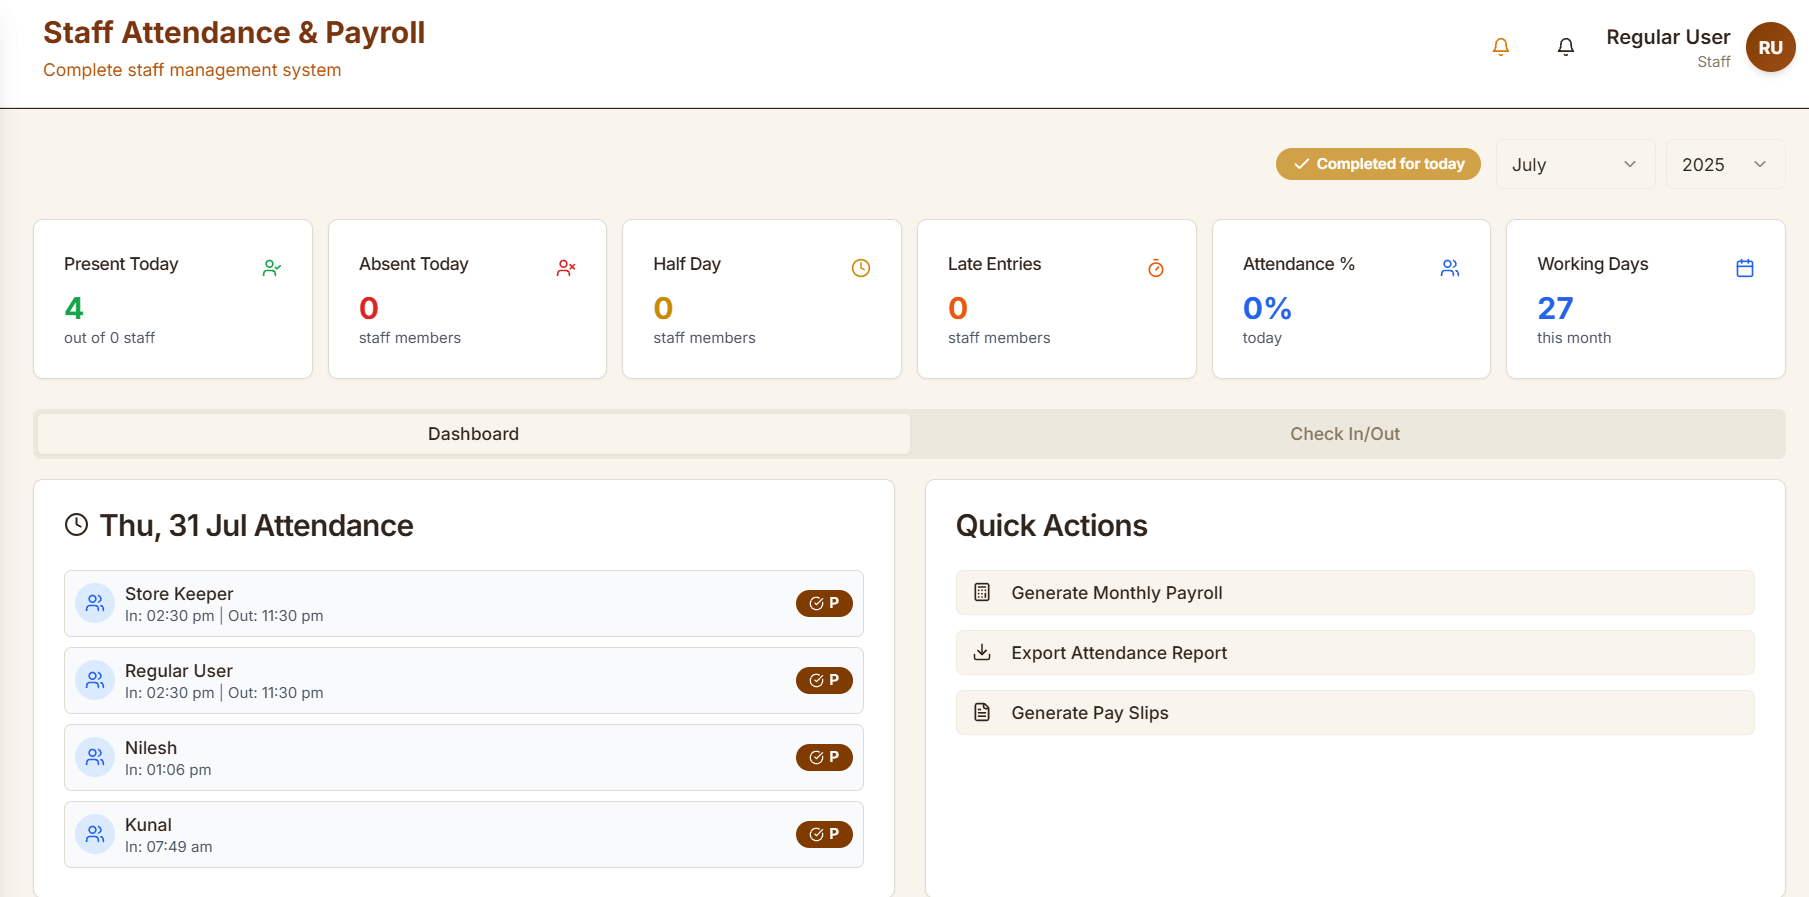 Staff Attendance & Payroll
Complete staff management system
Regular User
Staff
RU
Completed for today
July
2025
Present Today
4
out of 0 staff
Absent Today
0
staff members
Half Day
0
staff members
Late Entries
0
staff members
Attendance %
0%
today
Working Days
27
this month
Dashboard
Check In/Out
Thu, 31 Jul Attendance
Store Keeper
In: 02:30 pm | Out: 11:30 pm
P
Regular User
In: 02:30 pm | Out: 11:30 pm
P
Nilesh
In: 01:06 pm
P
Kunal
In: 07:49 am
P
Quick Actions
Generate Monthly Payroll
Export Attendance Report
Generate Pay Slips